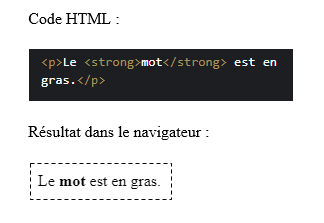 Code HTML :
<p>Le <strong>mot</strong> est en
gras.</p>
Résultat dans le navigateur :
Le mot est en gras.